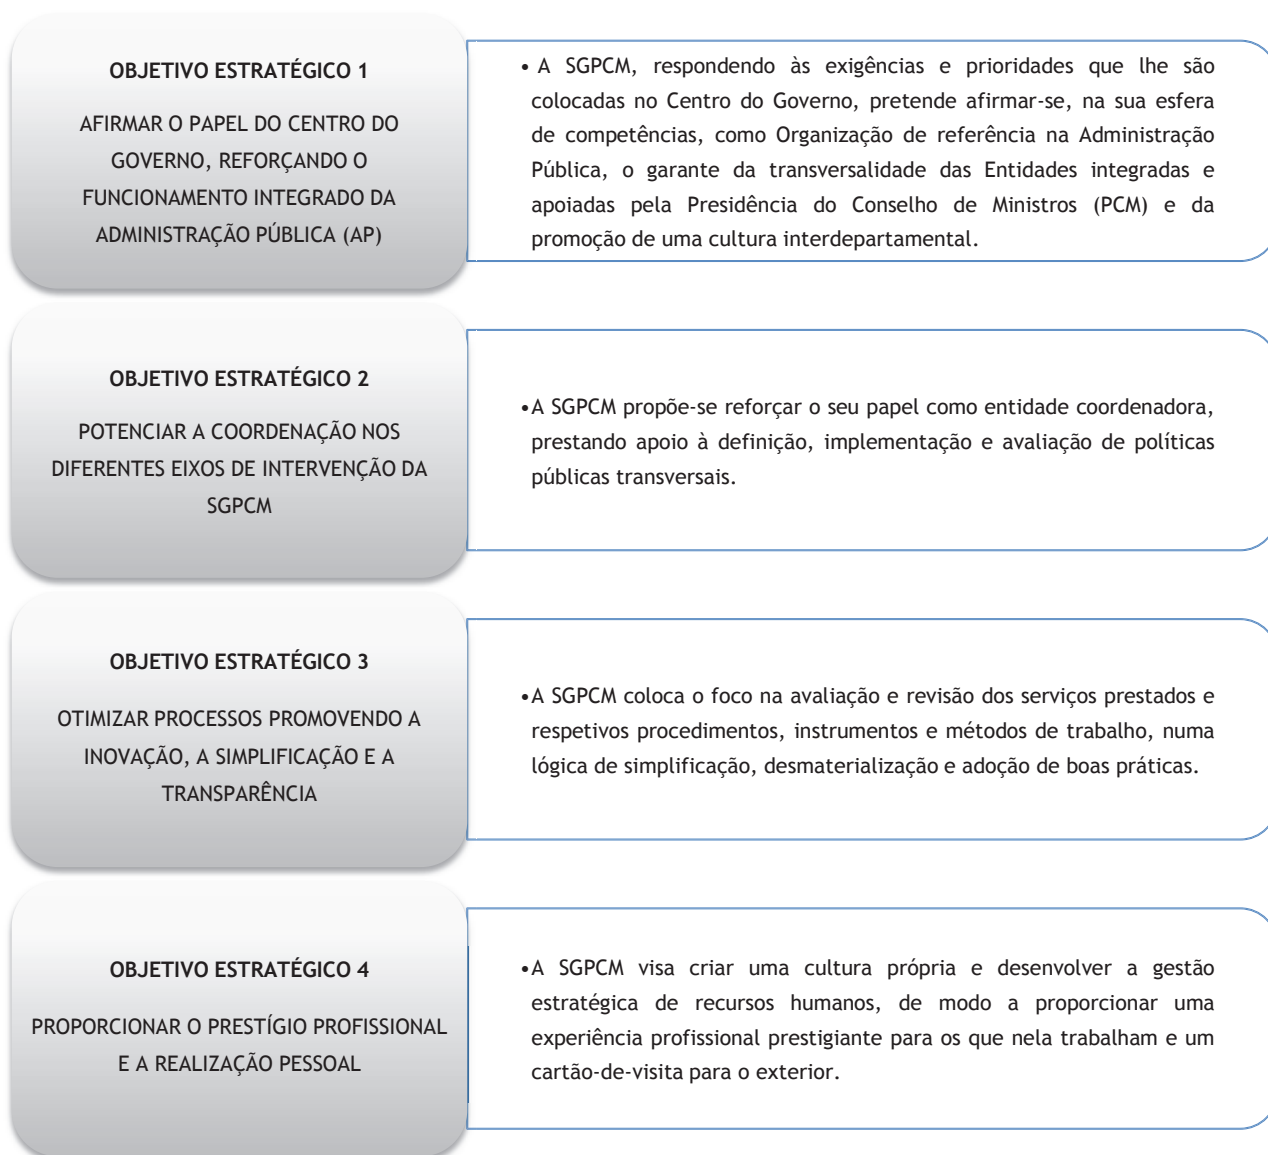 OBJETIVO ESTRATÉGICO 1
AFIRMAR O PAPEL DO CENTRO DO
GOVERNO, REFORÇANDO O
FUNCIONAMENTO INTEGRADO DA
ADMINISTRAÇÃO PÚBLICA (AP)
• A SGPCM, respondendo às exigências e prioridades que lhe são
colocadas no Centro do Governo, pretende afirmar-se, na sua esfera
de competências, como Organização de referência na Administração
Pública, o garante da transversalidade das Entidades integradas e
apoiadas pela Presidência do Conselho de Ministros (PCM) e da
promoção de uma cultura interdepartamental.
OBJETIVO ESTRATÉGICO 2
POTENCIAR A COORDENAÇÃO NOS
DIFERENTES EIXOS DE INTERVENÇÃO DA
SGPCM
•A SGPCM propõe-se reforçar o seu papel como entidade coordenadora,
prestando apoio à definição, implementação e avaliação de políticas
públicas transversais.
OBJETIVO ESTRATÉGICO 3
OTIMIZAR PROCESSOS PROMOVENDO A
INOVAÇÃO, A SIMPLIFICAÇÃO E A
TRANSPARÊNCIA
•A SGPCM coloca o foco na avaliação e revisão dos serviços prestados e
respetivos procedimentos, instrumentos e métodos de trabalho, numa
lógica de simplificação, desmaterialização e adoção de boas práticas.
OBJETIVO ESTRATÉGICO 4
PROPORCIONAR O PRESTÍGIO PROFISSIONAL
E A REALIZAÇÃO PESSOAL
•A SGPCM visa criar uma cultura própria e desenvolver a gestão
estratégica de recursos humanos, de modo a proporcionar uma
experiência profissional prestigiante para os que nela trabalham e um
cartão-de-visita para o exterior.